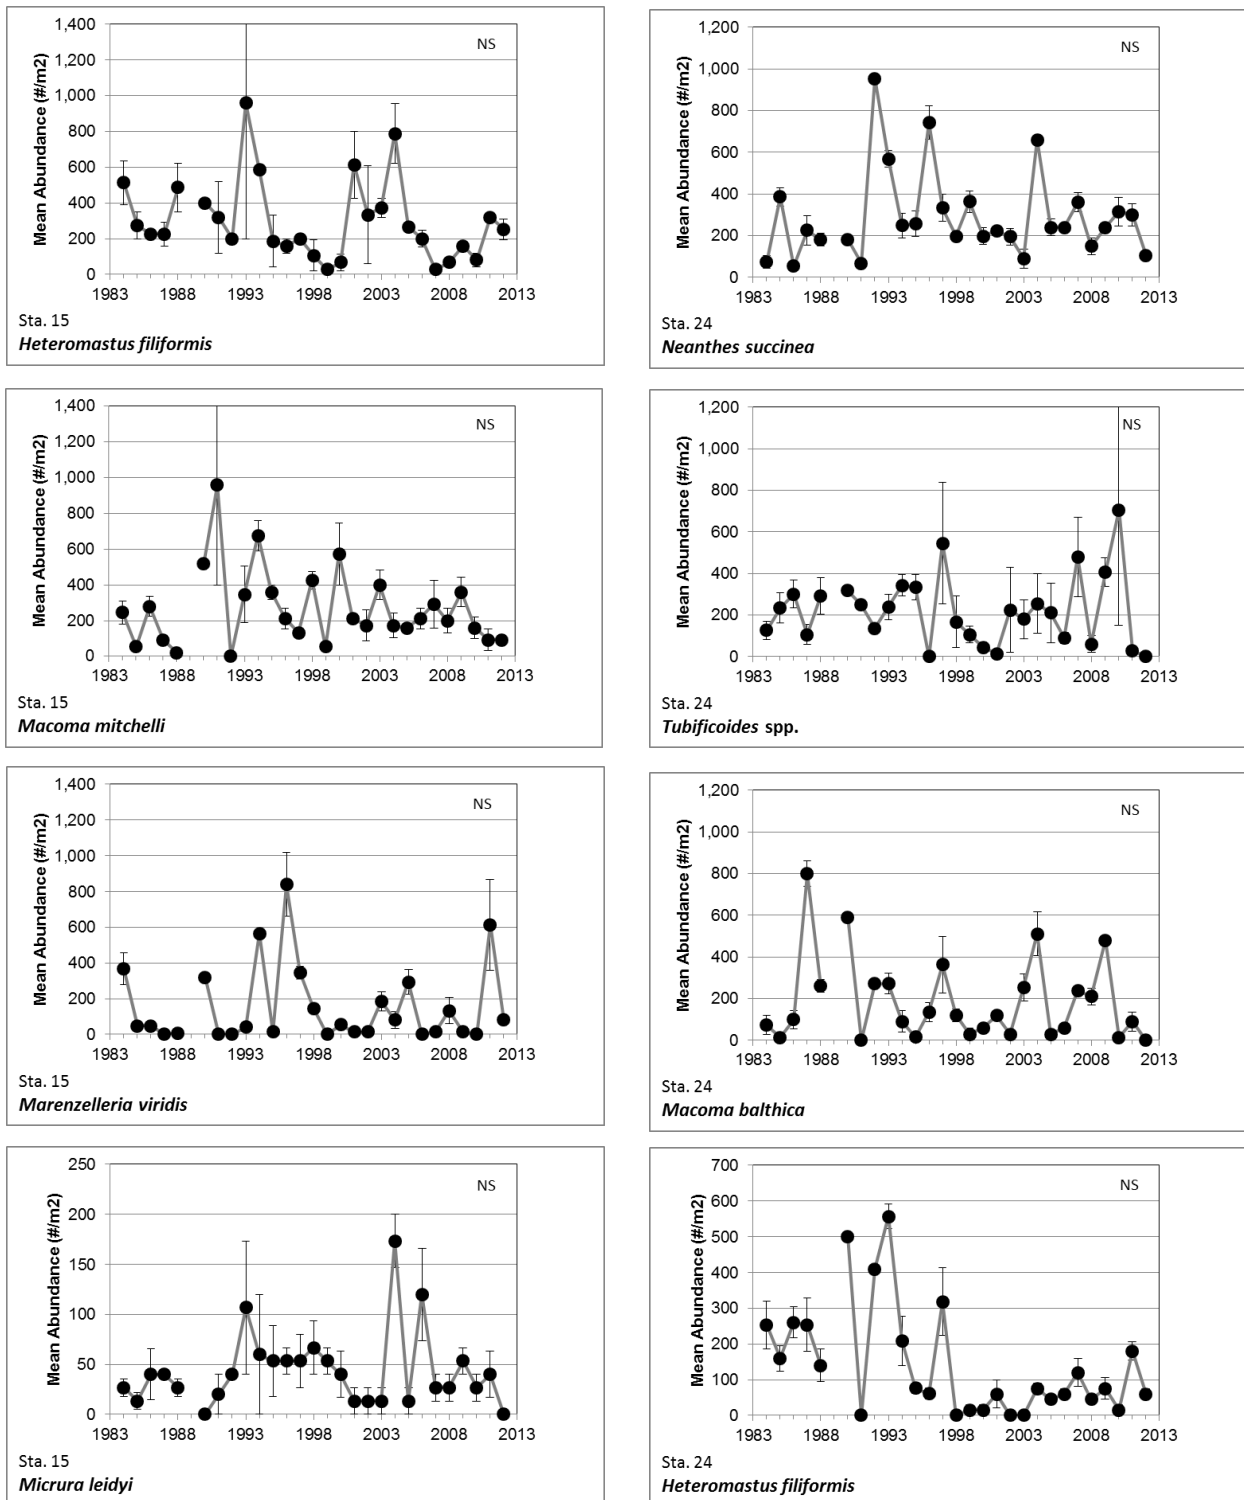 1,400
1,200
1,000
800
600
400
200
0
Mean Abundance (#/m2)
NS
1983 1988 1993 1998 2003 2008 2013
Sta. 15
Heteromastus filiformis
1,200
1,000
800
600
400
200
0
Mean Abundance (#/m2)
NS
1983 1988 1993 1998 2003 2008 2013
Sta. 24
Neanthes succinea
1,400
1,200
1,000
800
600
400
200
0
Mean Abundance (#/m2)
NS
1983 1988 1993 1998 2003 2008 2013
Sta. 15
Macoma mitchelli
1,200
1,000
800
600
400
200
0
Mean Abundance (#/m2)
NS
1983 1988 1993 1998 2003 2008 2013
Sta. 24
Tubificoides spp.
1,400
1,200
1,000
800
600
400
200
0
Mean Abundance (#/m2)
NS
1983 1988 1993 1998 2003 2008 2013
Sta. 15
Marenzelleria viridis
1,200
1,000
800
600
400
200
0
Mean Abundance (#/m2)
NS
1983 1988 1993 1998 2003 2008 2013
Sta. 24
Macoma balthica
250
200
150
100
50
0
Mean Abundance (#/m2)
NS
1983 1988 1993 1998 2003 2008 2013
Sta. 15
Micrura leidyi
700
600
500
400
300
200
100
0
Mean Abundance (#/m2)
NS
1983 1988 1993 1998 2003 2008 2013
Sta. 24
Heteromastus filiformis